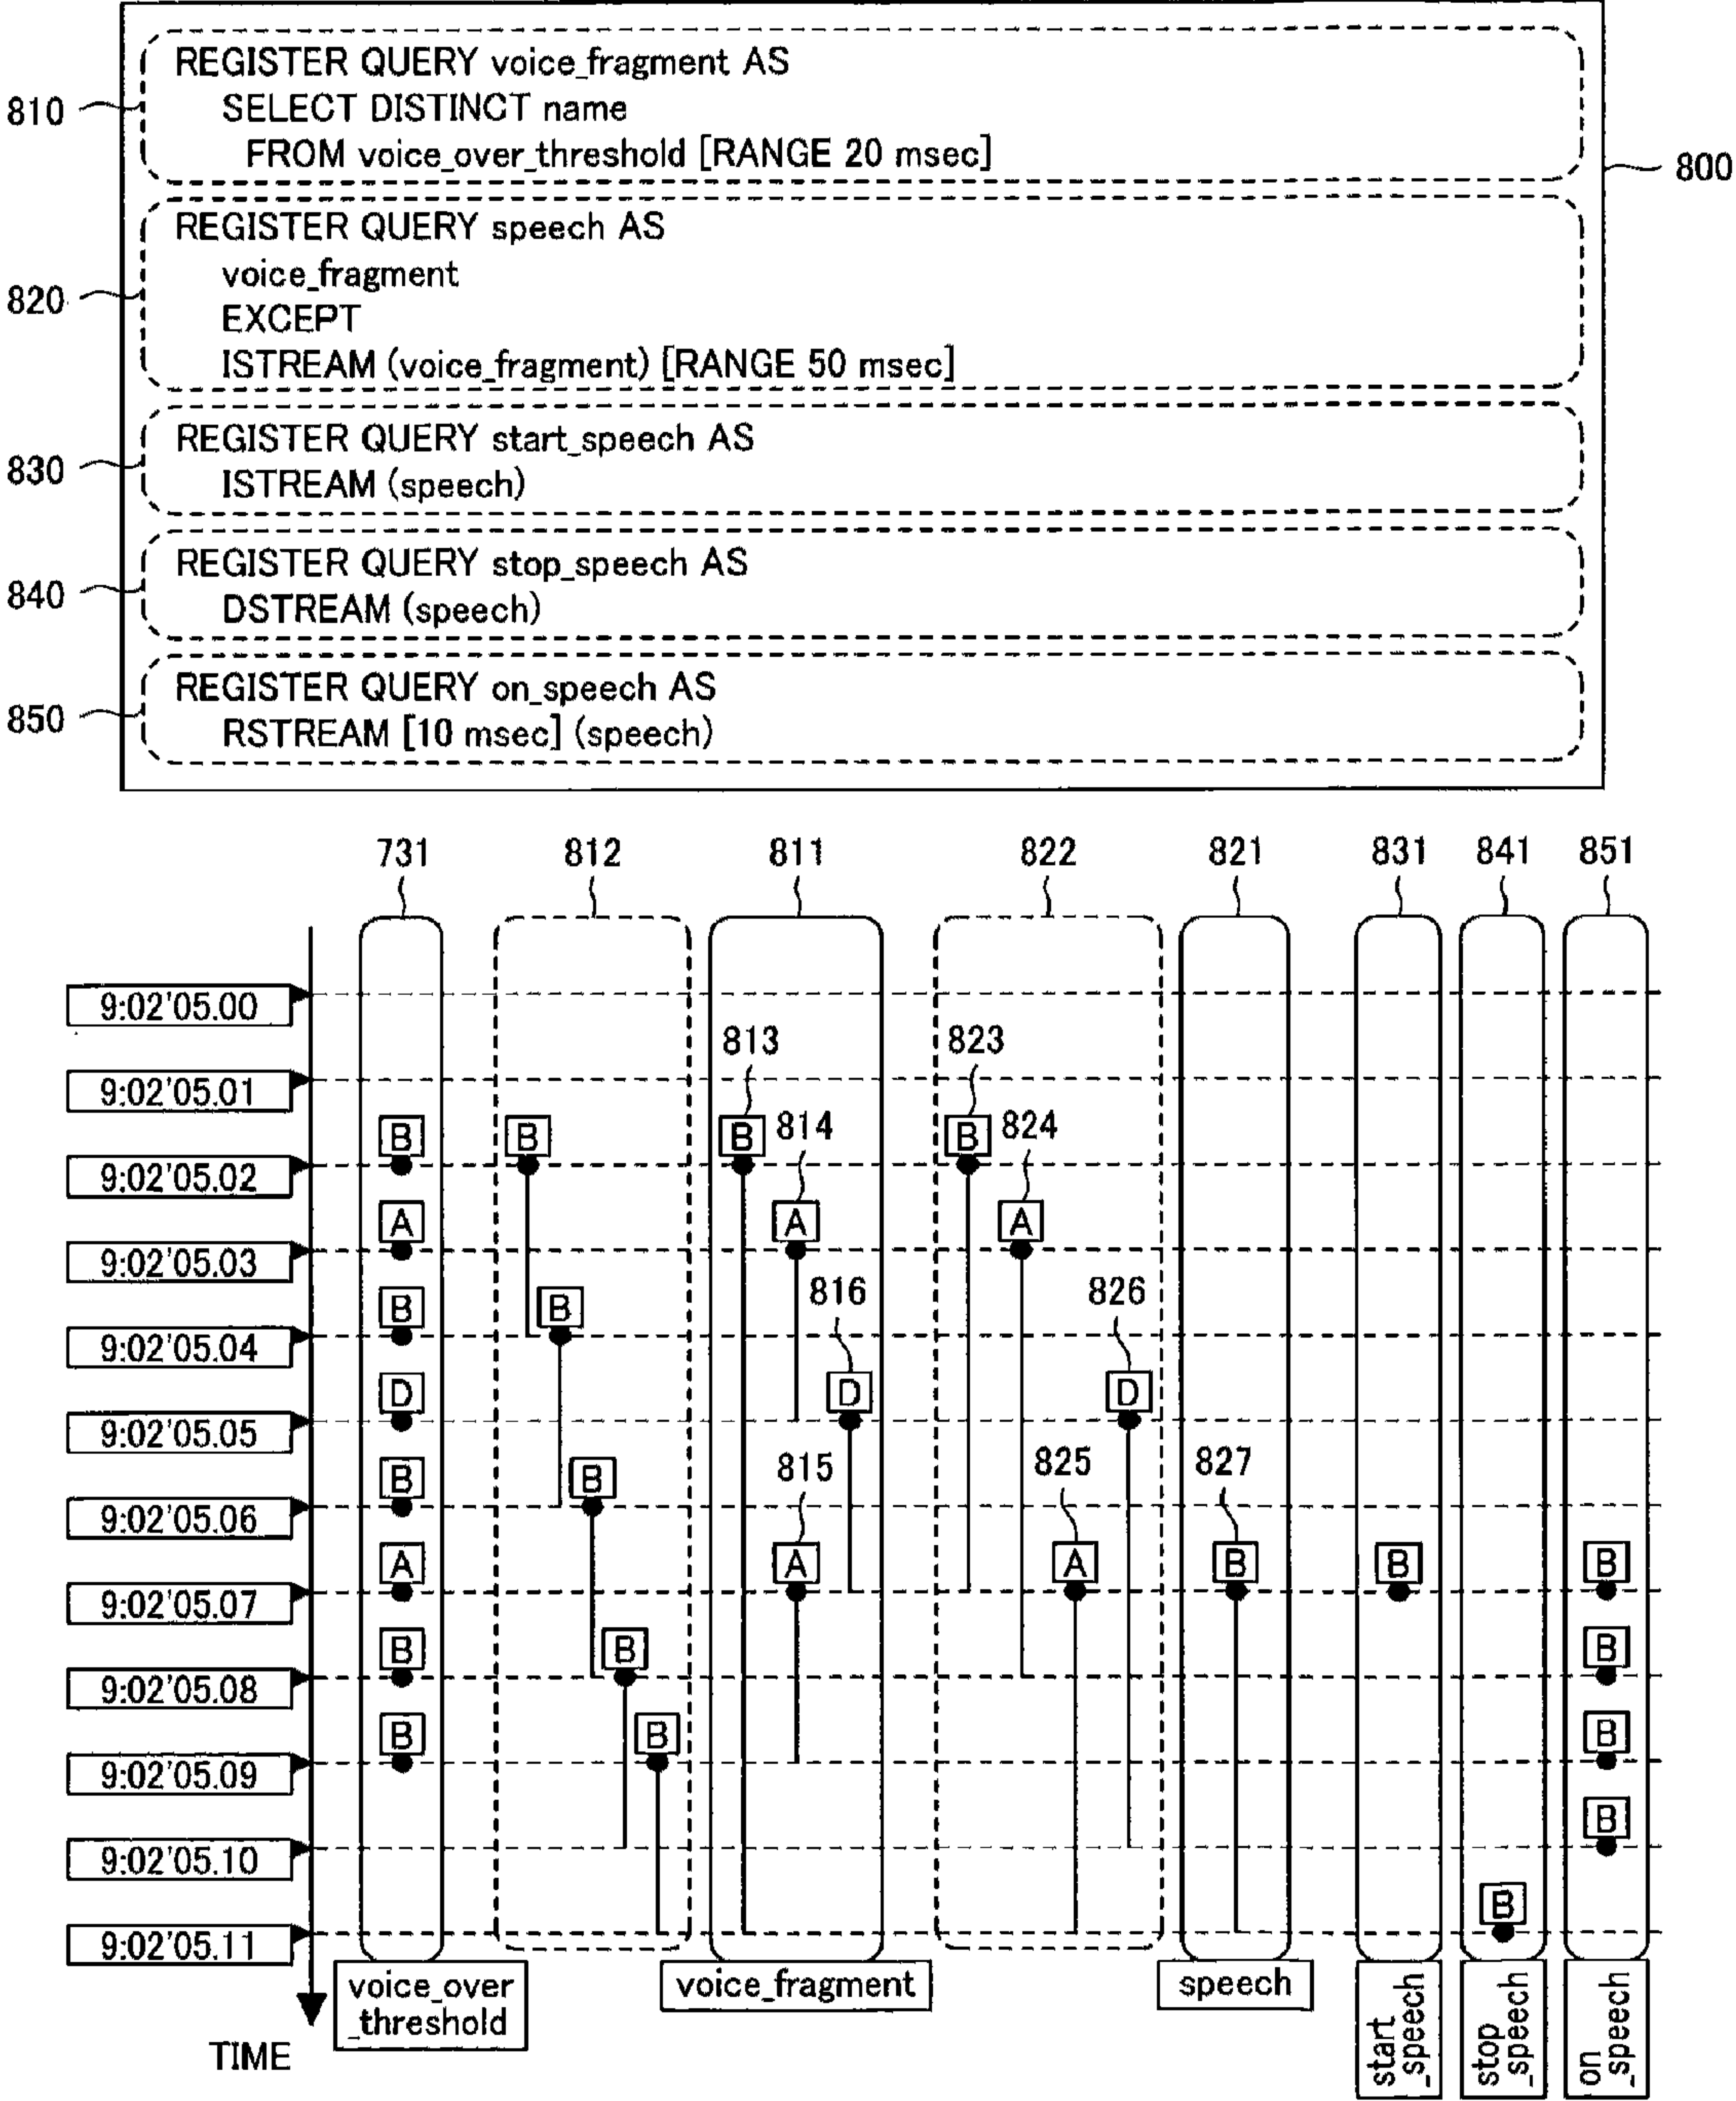 REGISTER QUERY voice_fragment AS
810
SELECT DISTINCT name
FROM voice_over_threshold [RANGE 20 msec]
800
REGISTER QUERY speech AS
voice_fragment
820
EXCEPT
ISTREAM (voice_fragment) [RANGE 50 msec]
REGISTER QUERY start_speech AS
830
ISTREAM (speech)
REGISTER QUERY stop_speech AS
840
DSTREAM (speech)
REGISTER QUERY on_speech AS
850
RSTREAM [10 msec] (speech)
731 812 811 822 821 831 841 851
9:02'05.00
813 823
9:02'05.01
814 824
B B B B
9:02'05.02
A A A
9:02'05.03
816 826
B B
9:02'05.04
D D D
9:02'05.05
815 825 827
B B
9:02'05.06
A A A B B B
9:02'05.07
B B B
9:02'05.08
B B B
9:02'05.09
B
9:02'05.10
B
9:02'05.11
voice_over
_threshold
voice_fragment
speech
start
_speech
stop
_speech
on
_speech
TIME